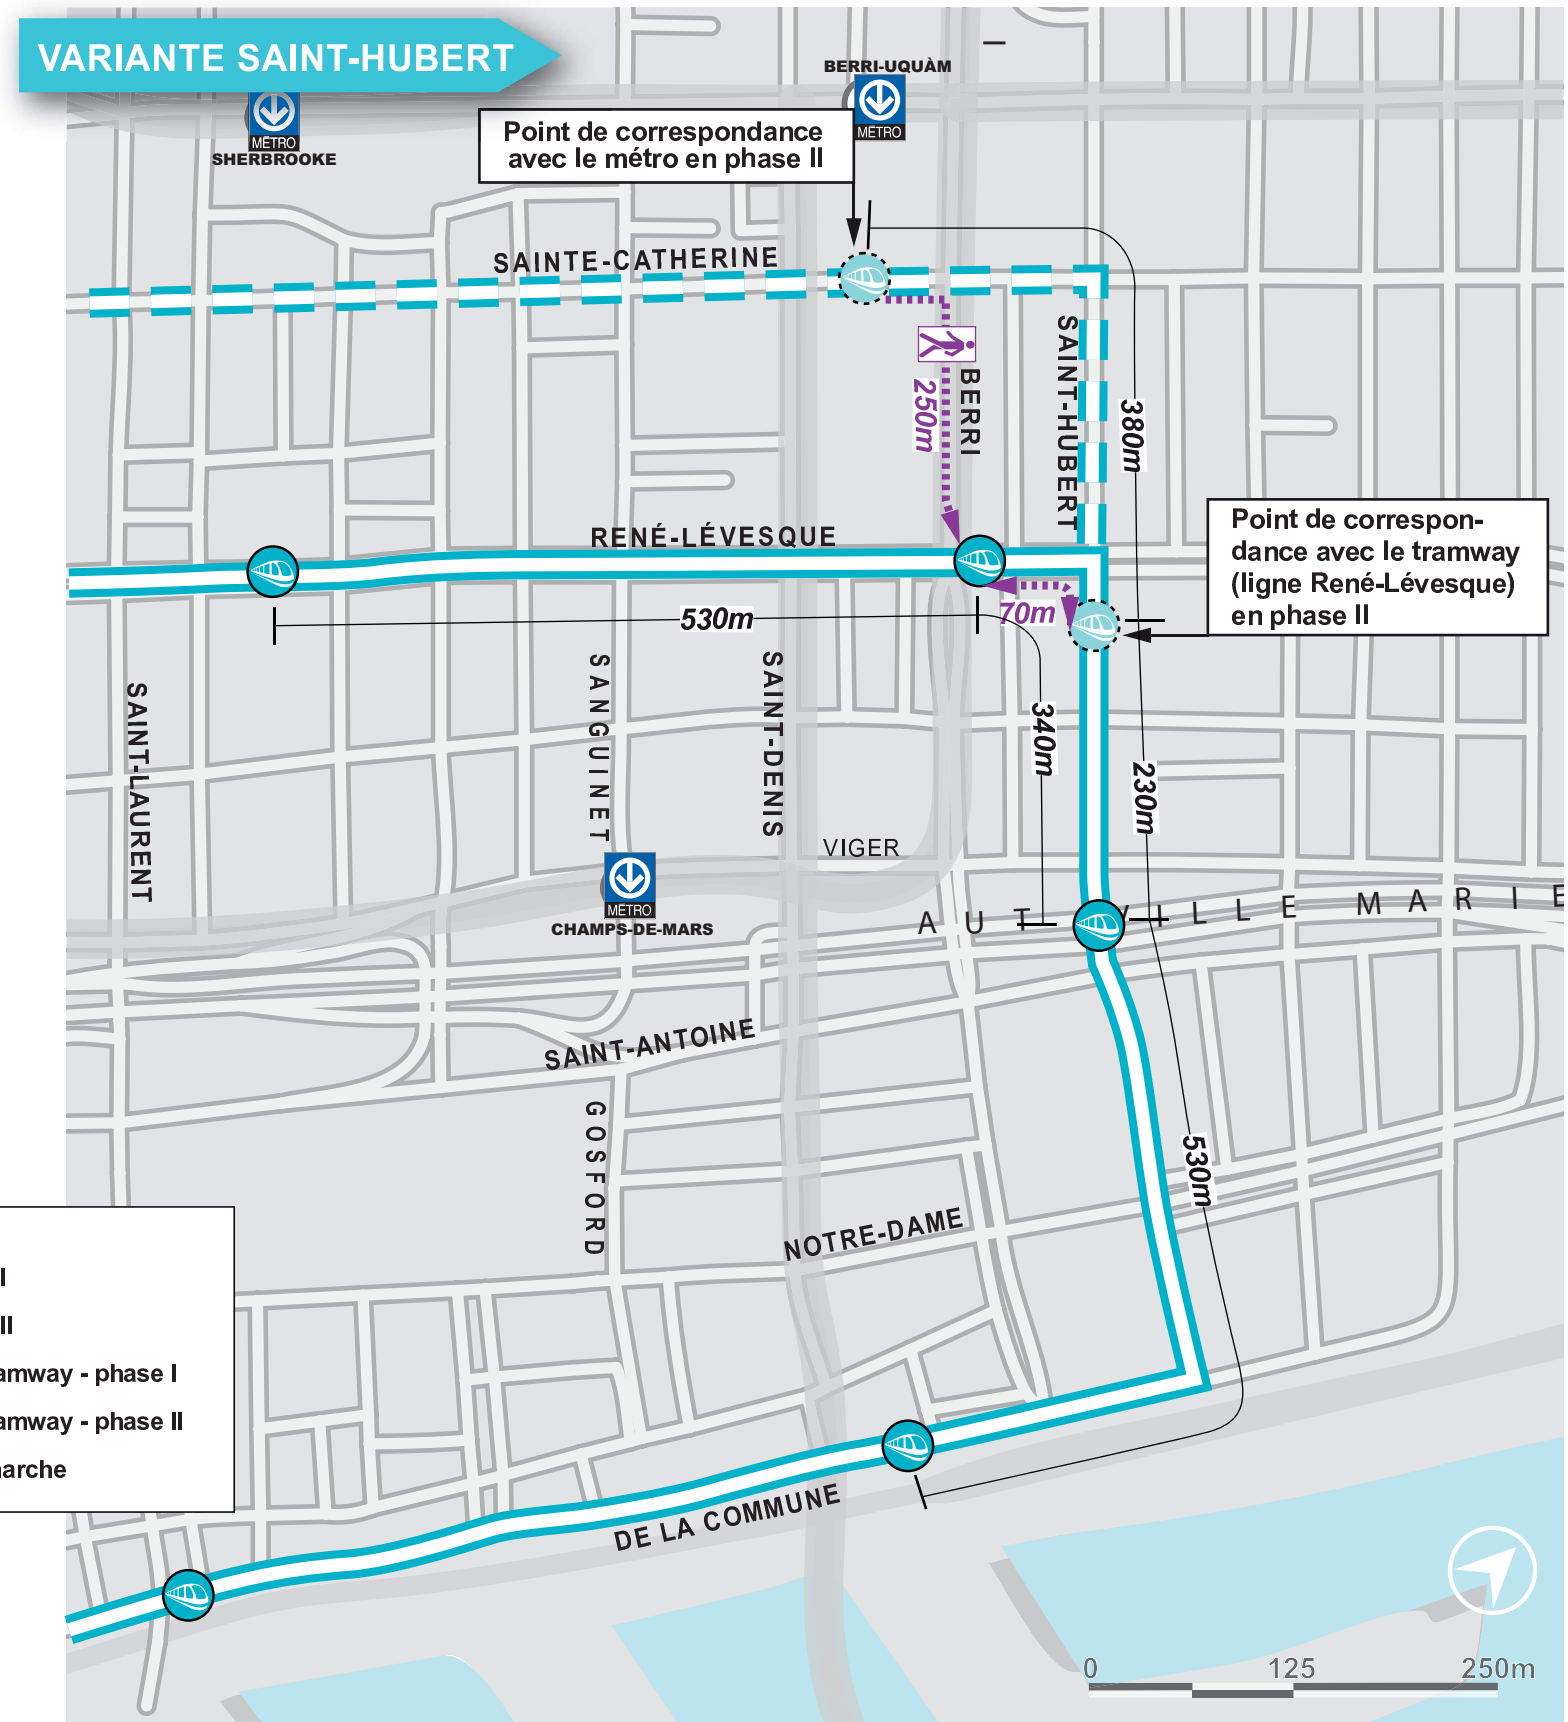 VARIANTE SAINT-HUBERT
BERRI-UQUÀM
MÉTRO
MÉTRO
SHERBROOKE
Point de correspondance
avec le métro en phase II
SAINTE-CATHERINE
SAINT-HUBERT
BERRI
250m
380m
RENÉ-LÉVESQUE
Point de correspon-
dance avec le tramway
(ligne René-Lévesque)
en phase II
530m
70m
SAINT-LAURENT
SANGUINET
SAINT-DENIS
340m
230m
VIGER
MÉTRO
CHAMPS-DE-MARS
AUT VILLE MARIE
SAINT-ANTOINE
GOSFORD
530m
NOTRE-DAME
I
II
amway - phase I
amway - phase II
arche
DE LA COMMUNE
0 125 250m